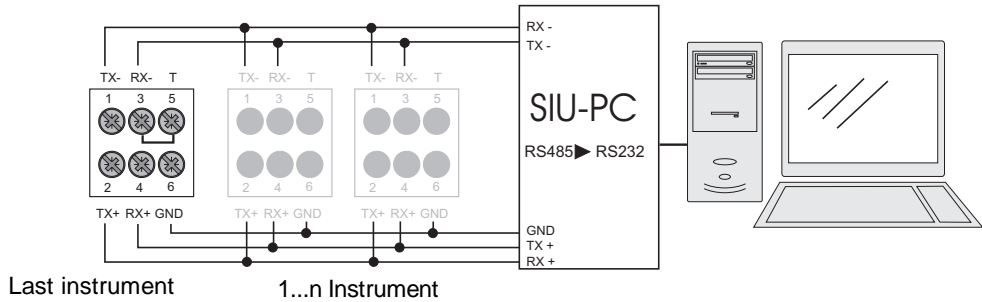 RX -
TX -
TX- RX- T TX- RX- T TX- RX- T
1 3 5 1 3 5 1 3 5
SIU-PC
RS485▶ RS232
2 4 6 2 4 6 2 4 6
TX+ RX+ GND TX+ RX+ GND TX+ RX+ GND
GND
TX +
RX +
Last instrument
1...n Instrument